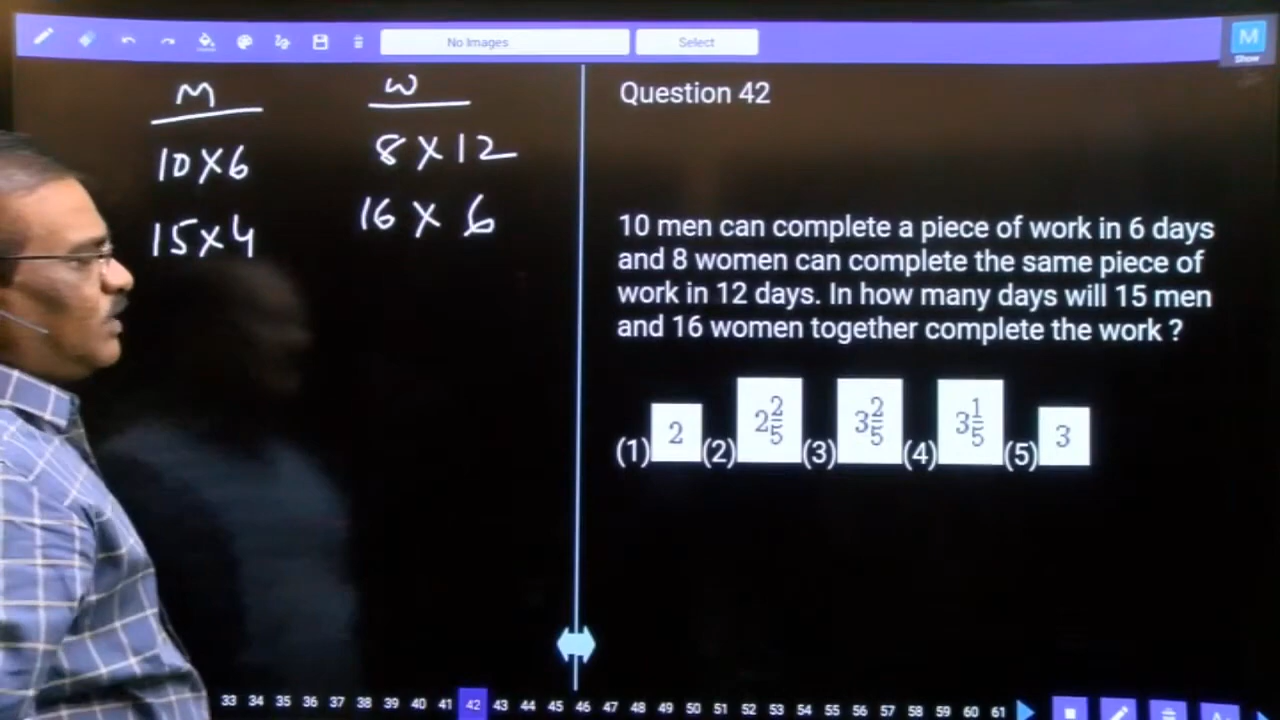 No Images
Select
M
Show
M
W
10 X 6
8 X 12
15 X 4
16 X 6
Question 42
10 men can complete a piece of work in 6 days
and 8 women can complete the same piece of
work in 12 days. In how many days will 15 men
and 16 women together complete the work ?
(1) 2 (2) 2 2/5 (3) 3 2/5 (4) 3 1/5 (5) 3
33 34 35 36 37 38 39 40 41 42 43 44 45 46 47 48 49 50 51 52 53 54 55 56 57 58 59 60 61